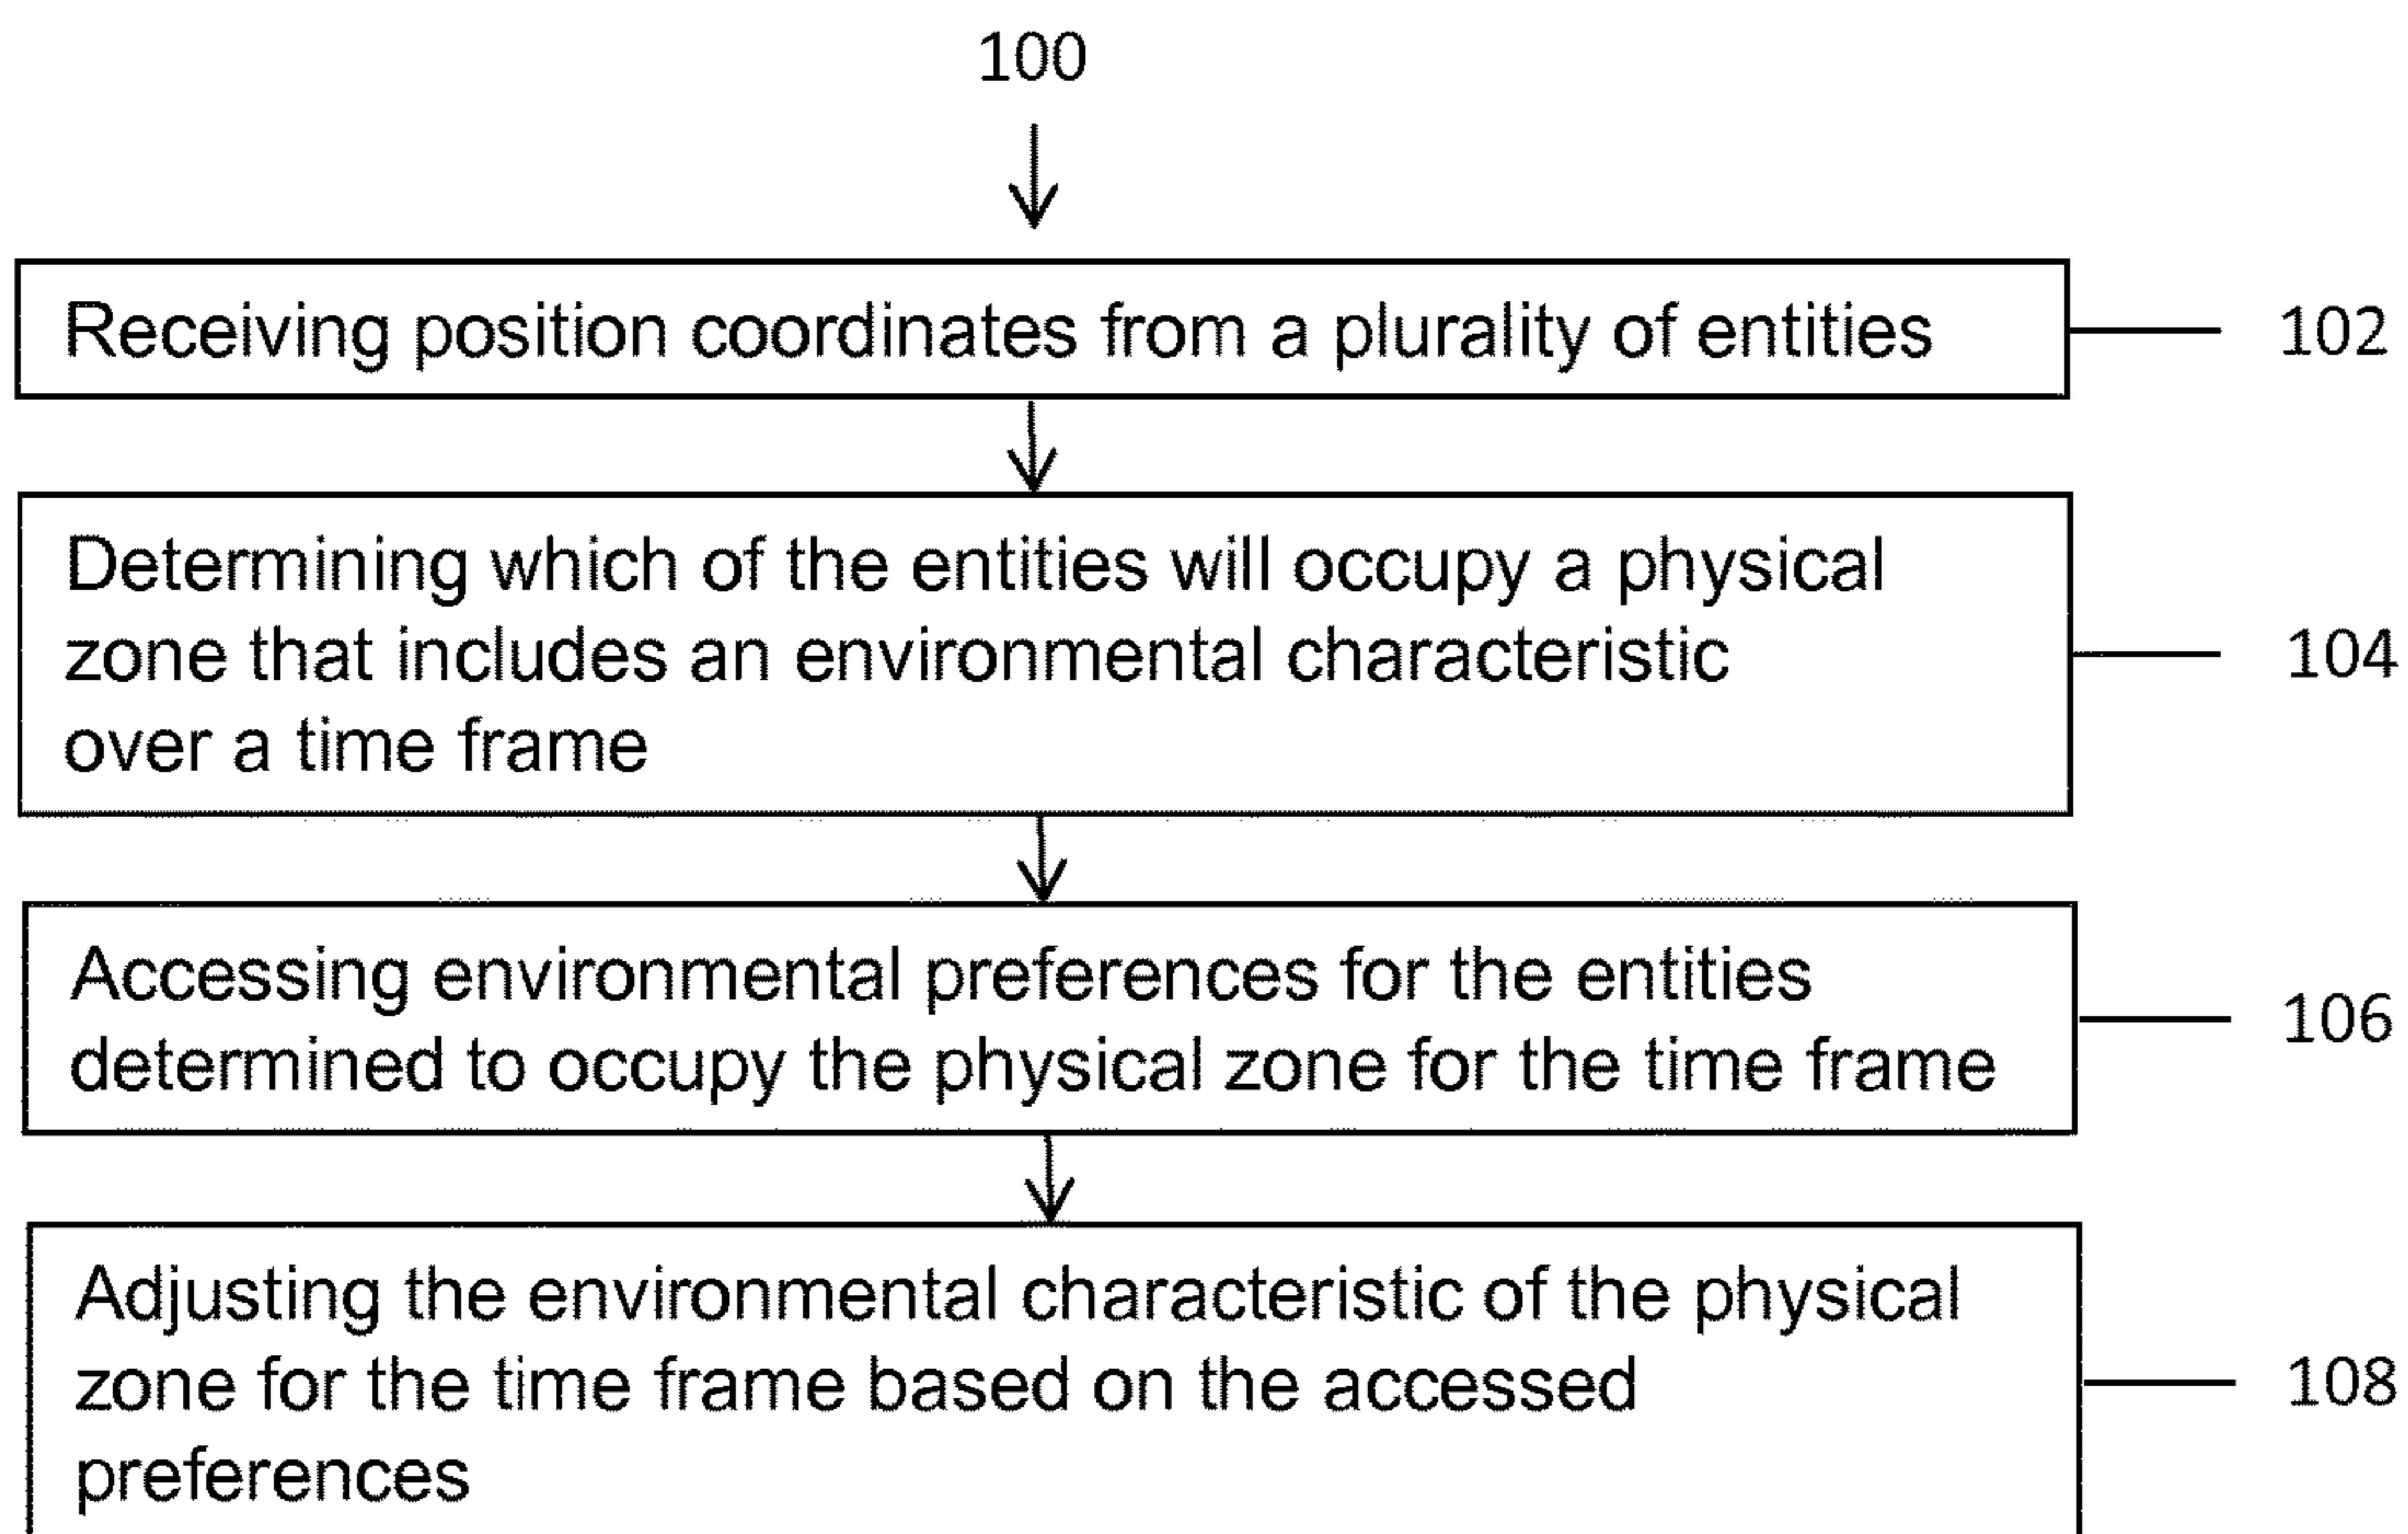 100
Receiving position coordinates from a plurality of entities
102
Determining which of the entities will occupy a physical
zone that includes an environmental characteristic
over a time frame
104
Accessing environmental preferences for the entities
determined to occupy the physical zone for the time frame
106
Adjusting the environmental characteristic of the physical
zone for the time frame based on the accessed
preferences
108